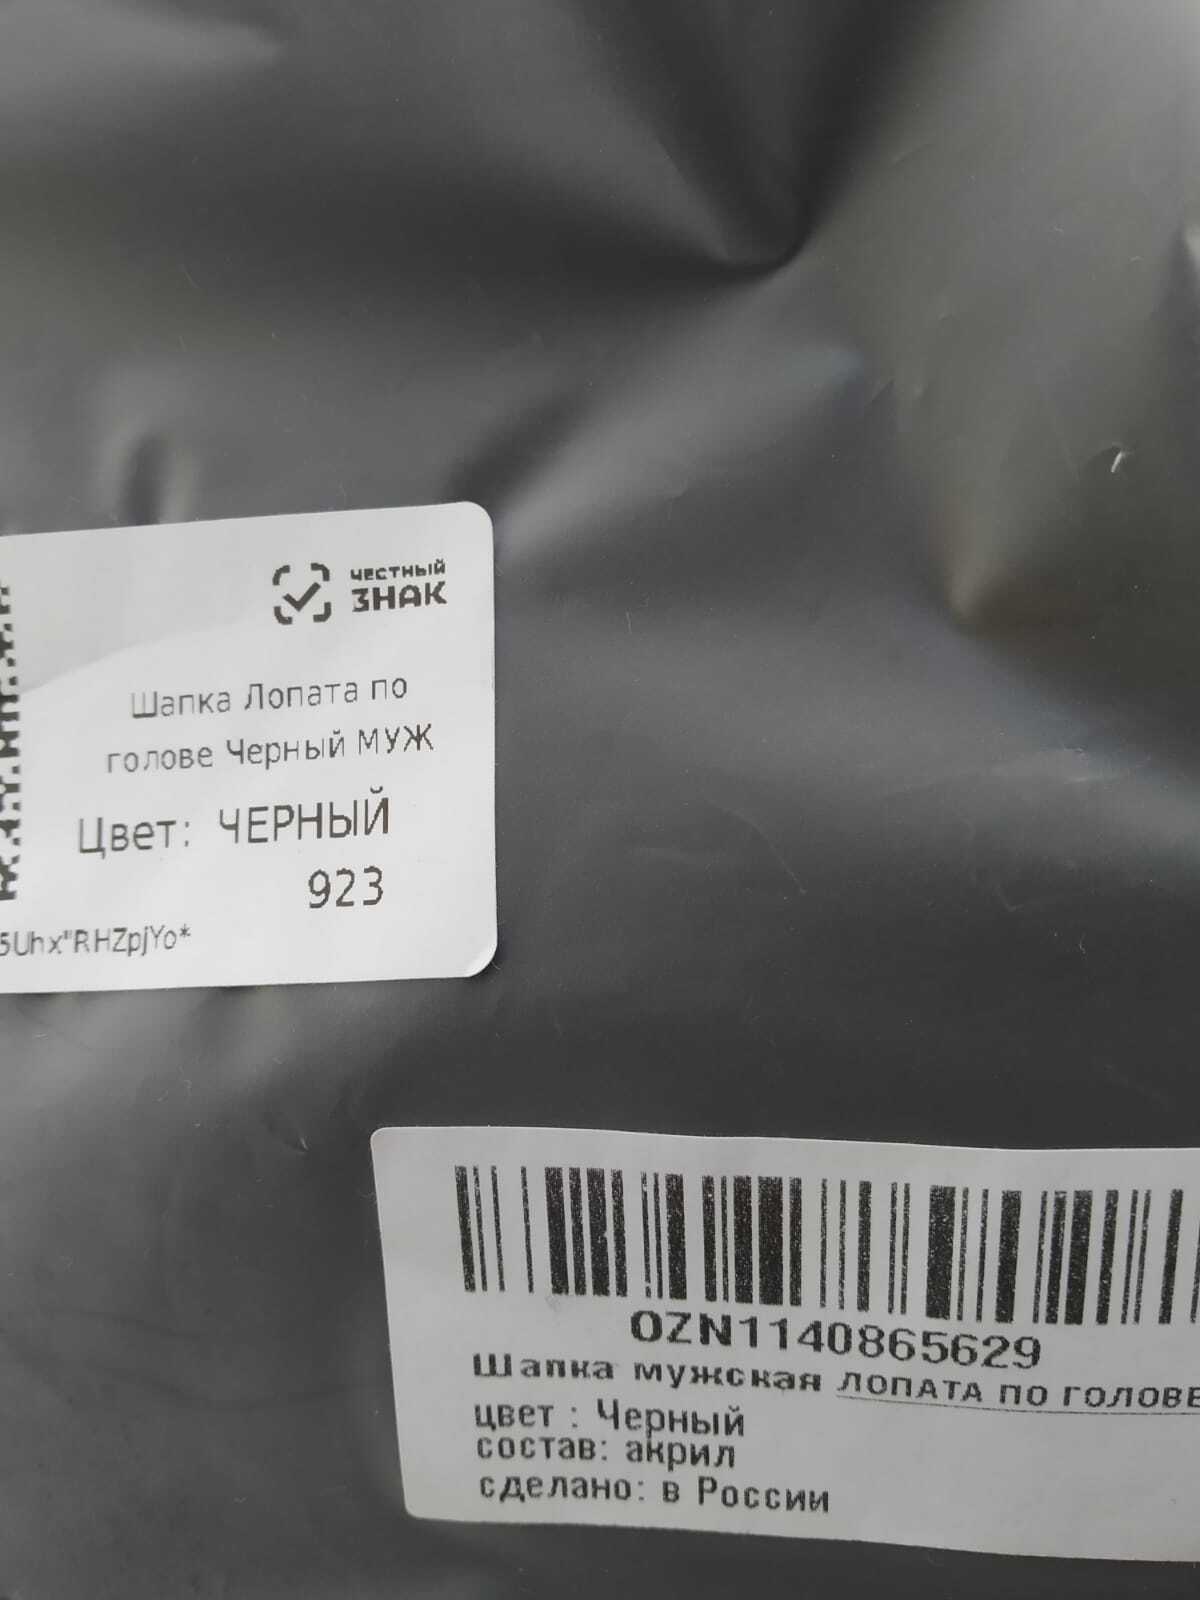 ЧЕСТНЫЙ
ЗНАК
Шапка Лопата по
голове Черный МУЖ
Цвет: ЧЕРНЫЙ
923
5Uhx"RHZpjYo*
OZN1140865629
Шапка мужская ЛОПАТА ПО ГОЛОВЕ
цвет : Черный
состав: акрил
сделано: в России